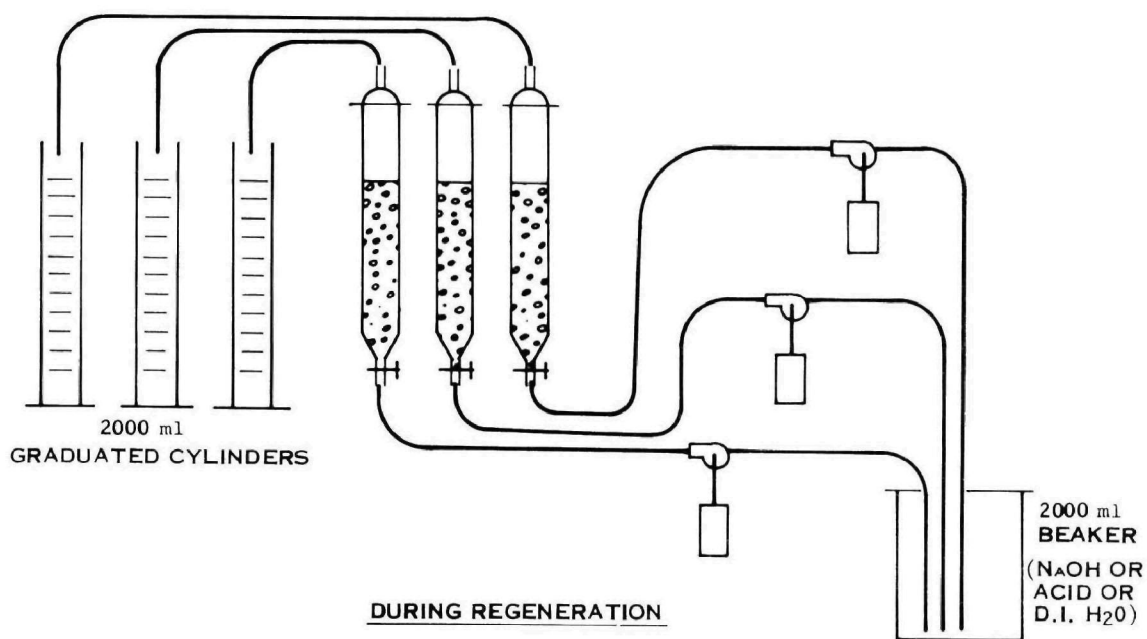 2000 ml
GRADUATED CYLINDERS
2000 ml
BEAKER
(NAOH OR
ACID OR
D.I. H2O)
DURING REGENERATION